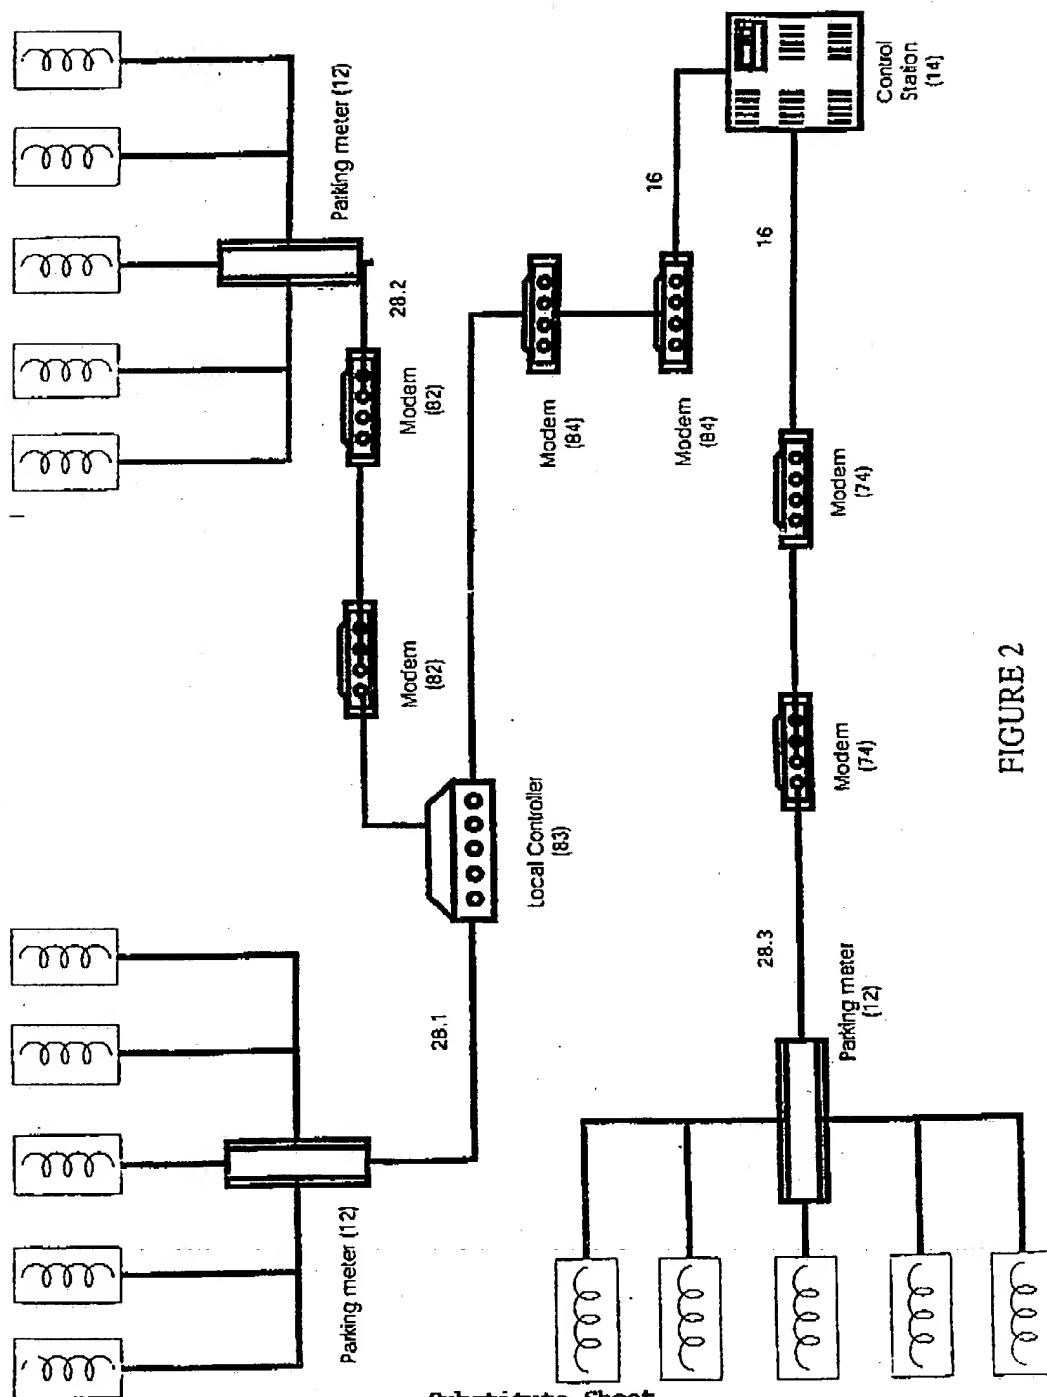 Parking meter (12)
28.2
Modem
(82)
Modem
(82)
Modem
(84)
Modem
(84)
16
16
Control
Station
(14)
Modem
(74)
Modem
(74)
Local Controller
(83)
28.1
Parking meter (12)
28.3
Parking meter
(12)
FIGURE 2
Substitute Sheet